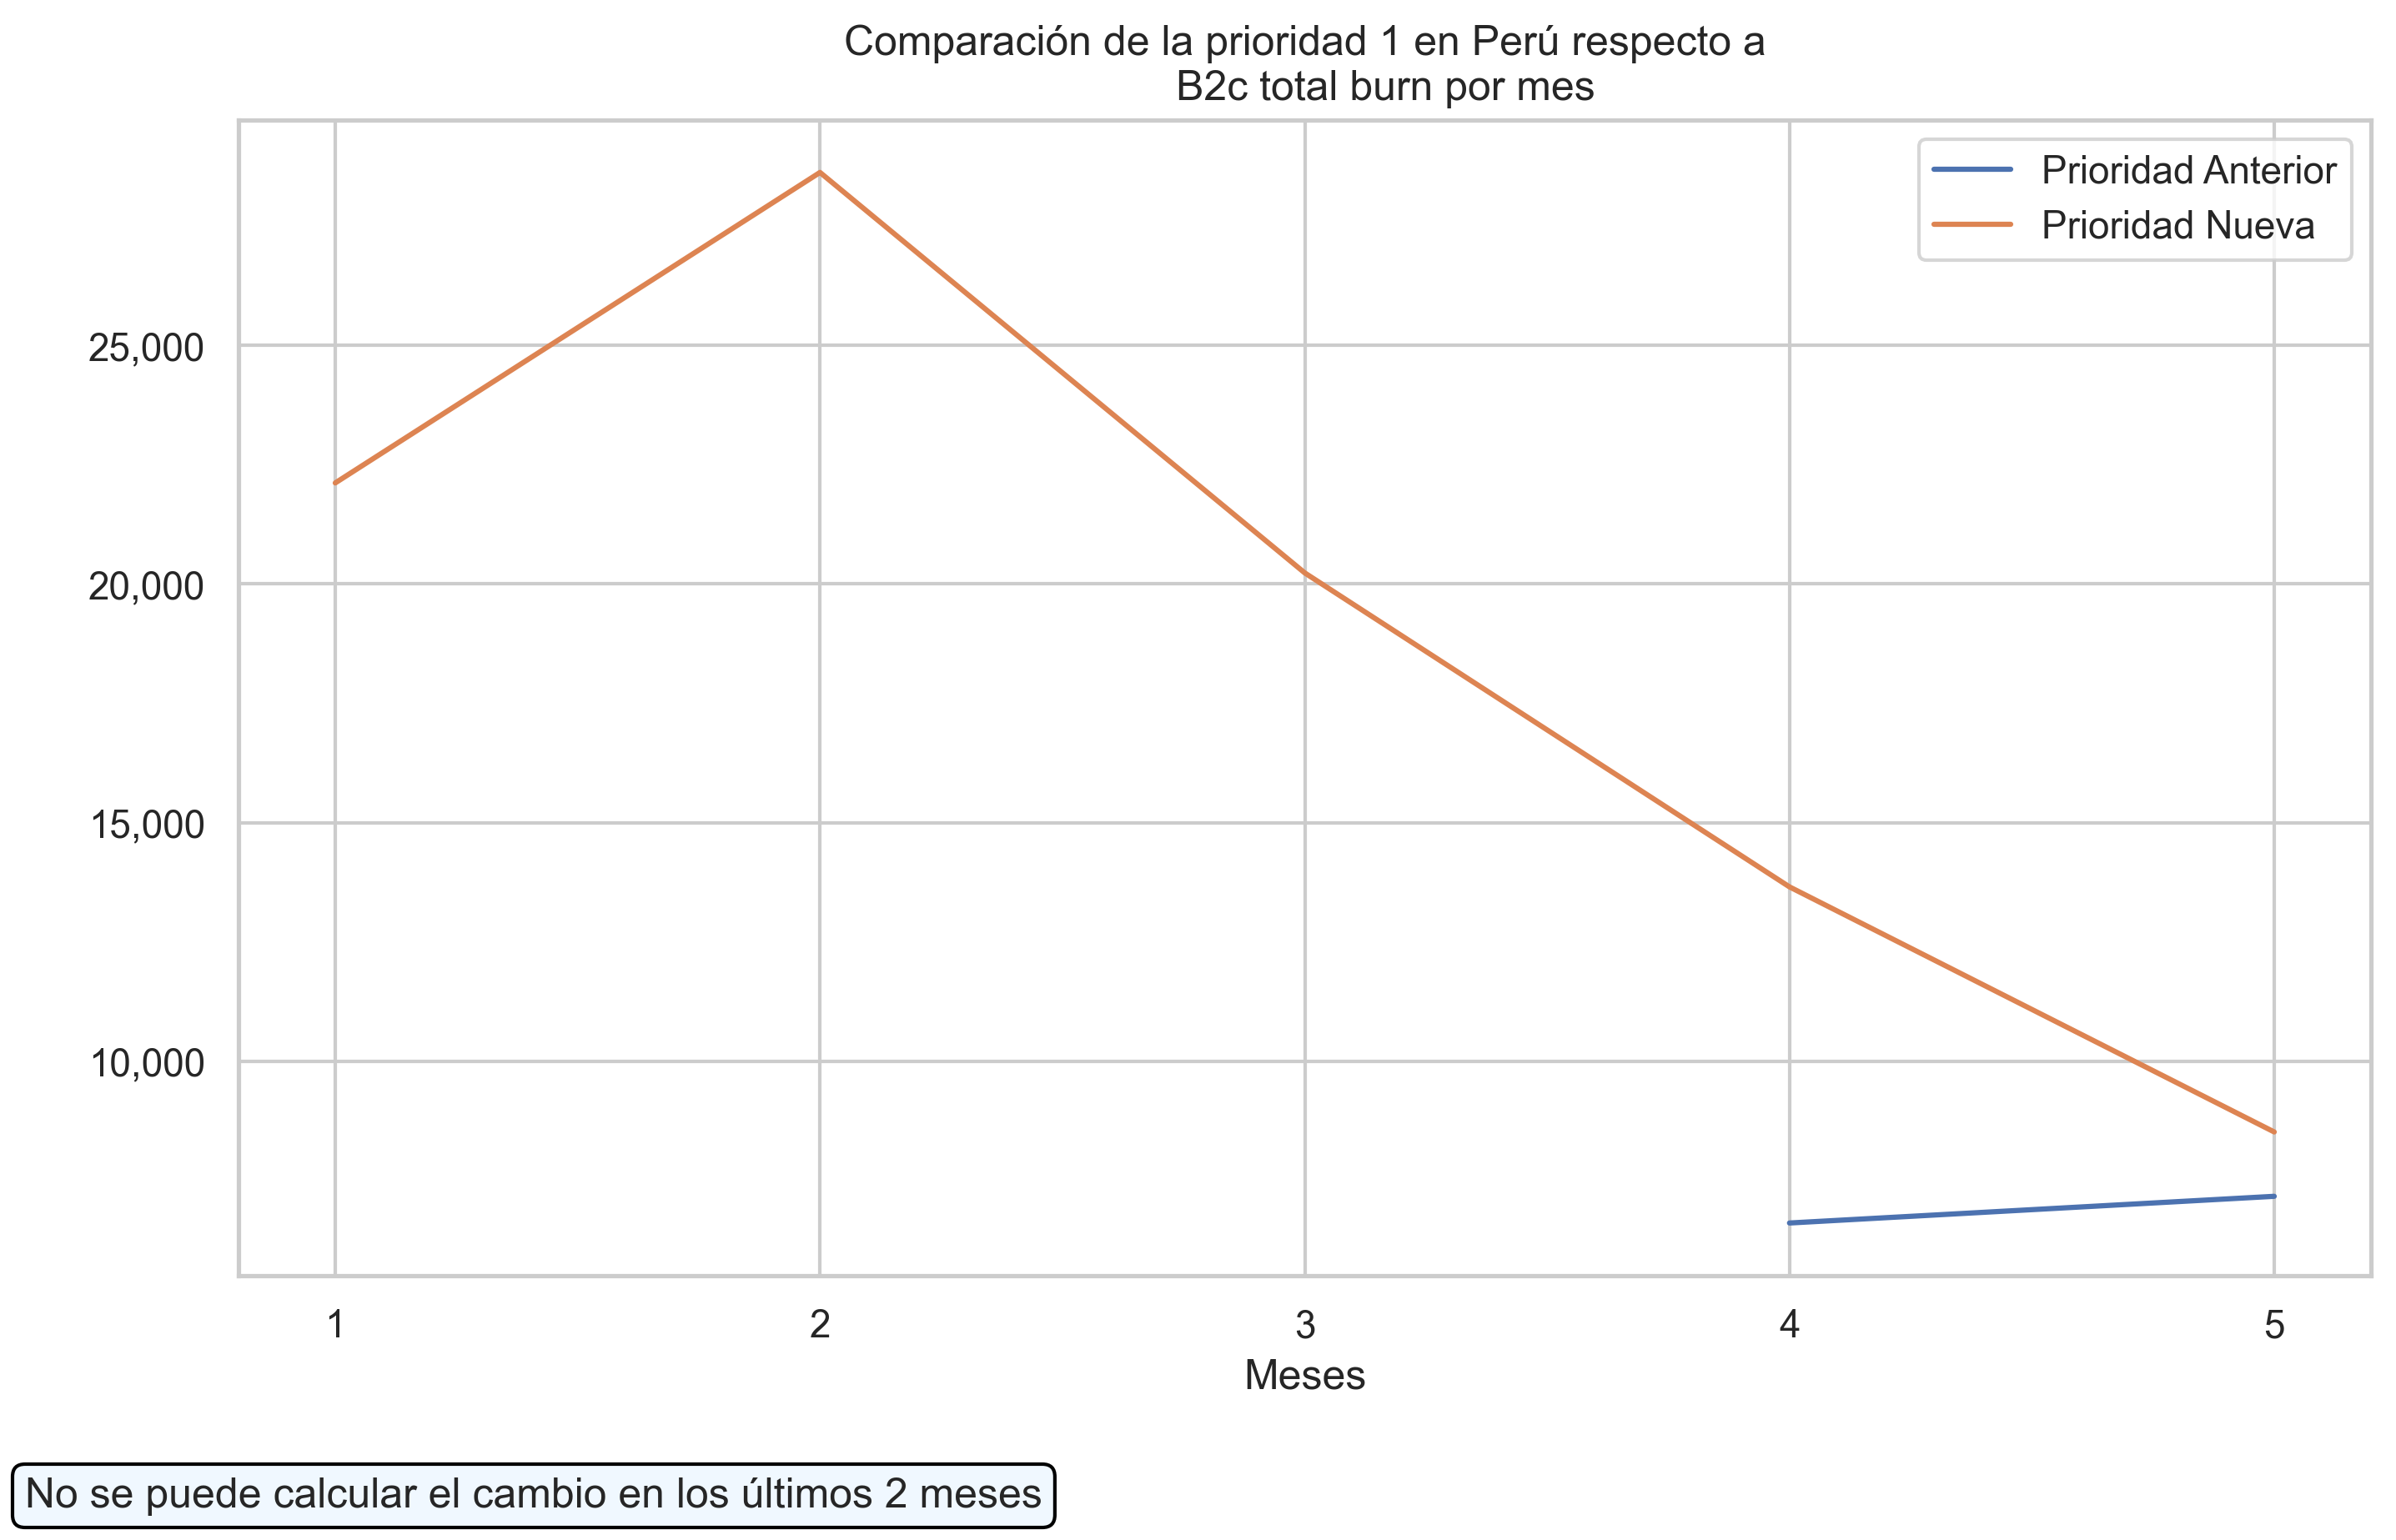 Comparación de la prioridad 1 en Perú respecto a
B2c total burn por mes
Prioridad Anterior
Prioridad Nueva
25,000
20,000
15,000
10,000
1
2
3
4
5
Meses
No se puede calcular el cambio en los últimos 2 meses